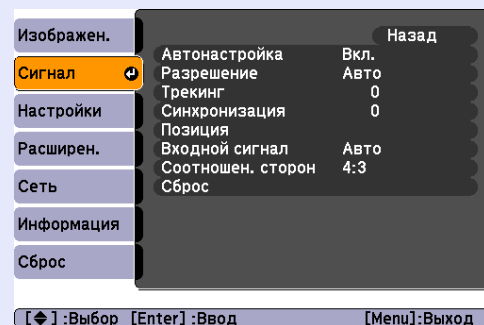 Изображен.
Сигнал
Настройки
Расширен.
Сеть
Информация
Сброс
Назад
Автонастройка Вкл.
Разрешение Авто
Трекинг 0
Синхронизация 0
Позиция
Входной сигнал Авто
Соотношен. сторон 4:3
Сброс
[◆] :Выбор [Enter] :Ввод [Menu]:Выход